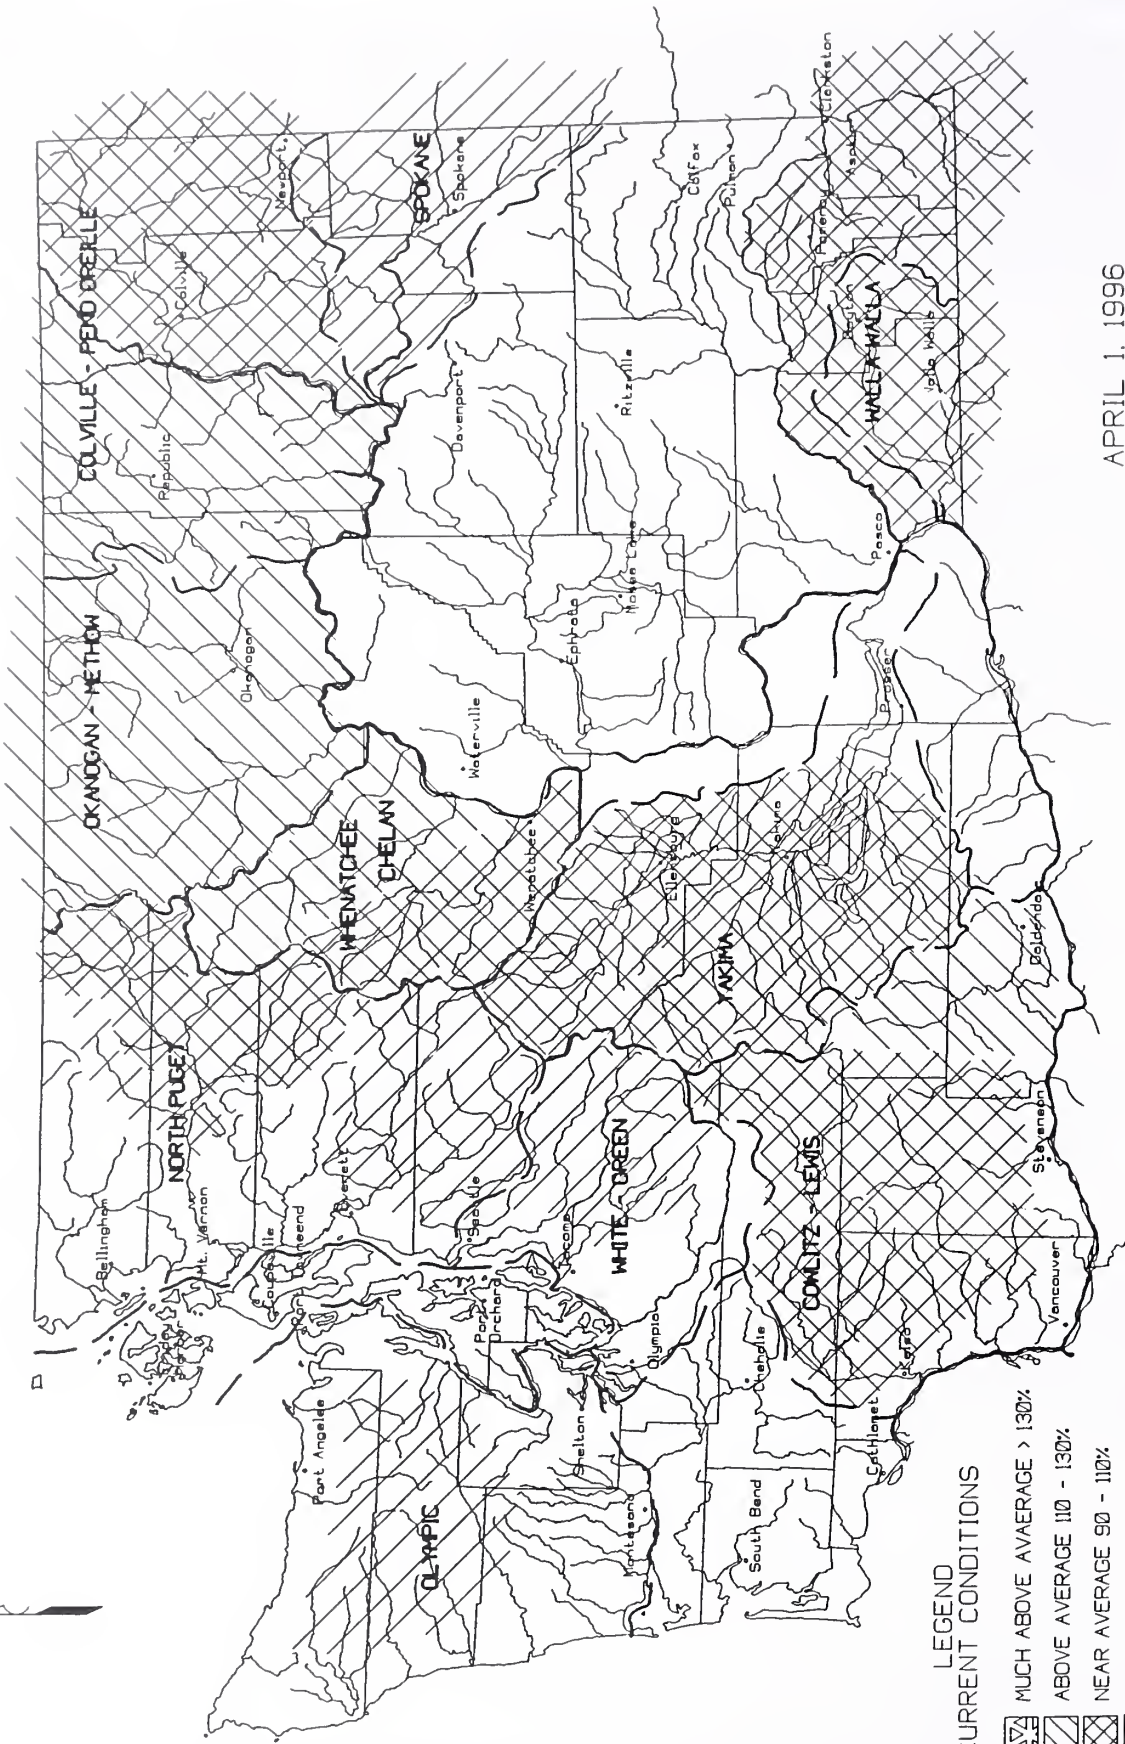 COLVILLE - PEND OREILLE
OKANOGAN - METHOW
NORTH PUGET
SPOKANE
WHENATCHEE
CHELAN
OLYMPIC
WHITE - GREEN
YAKIMA
COWLITZ - LEWIS
WALLA WALLA
Bellingham
Mt. Vernon
Coupeville
Everett
Port Angeles
Seattle
Port
Orchard
Tacoma
Shelton
Olympia
Montesano
South Bend
Chehalis
Cathlamet
Kelso
Vancouver
Stevenson
Goldendale
Yakima
Ellensburg
Wenatchee
Waterville
Okanogan
Republic
Colville
Newport
Spokane
Davenport
Ephrata
Moses Lake
Ritzville
Colfax
Pulman
Pomeroy
Asotin
Clarkston
Dayton
Walla Walla
Pasco
Prosser
LEGEND
CURRENT CONDITIONS
MUCH ABOVE AVAERAGE > 130%
ABOVE AVERAGE 110 - 130%
NEAR AVERAGE 90 - 110%
APRIL 1, 1996